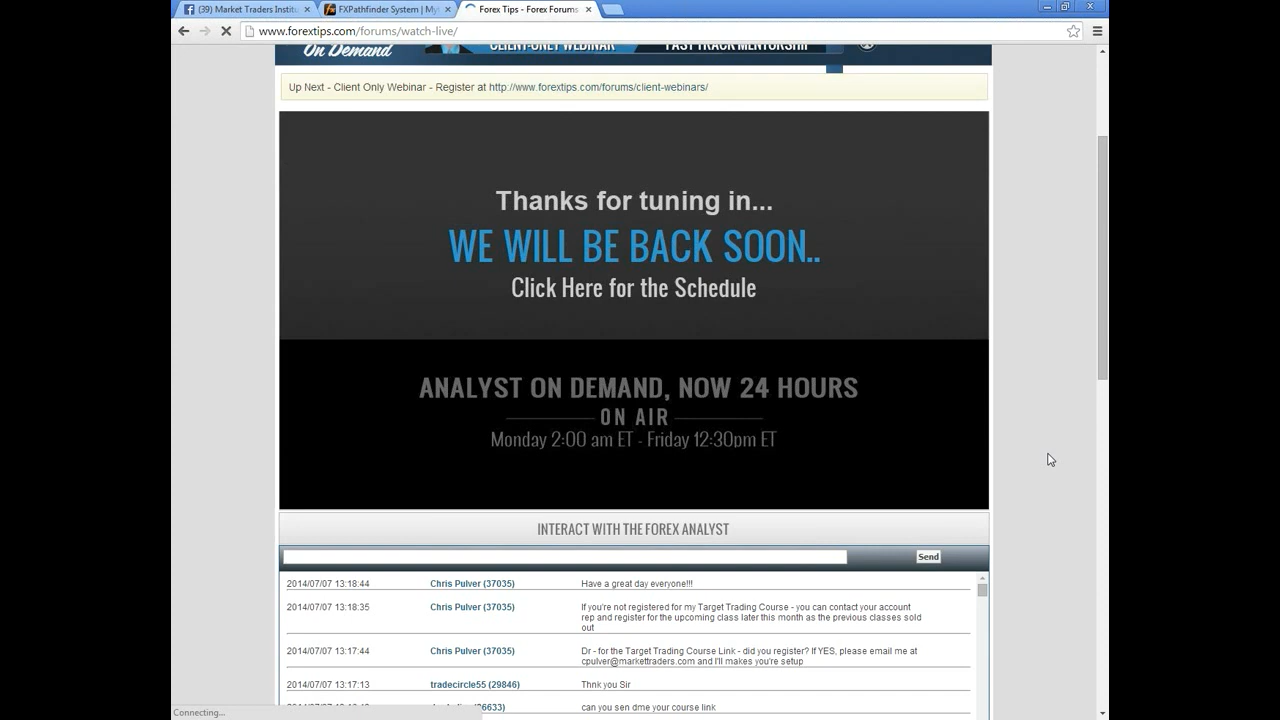 (39) Market Traders Institu
FXPathfinder System | My
Forex Tips - Forex Forums
www.forextips.com/forums/watch-live/
On Demand
CLIENT-ONLY WEBINAR
FAST TRACK MENTORSHIP
Up Next - Client Only Webinar - Register at http://www.forextips.com/forums/client-webinars/
Thanks for tuning in...
WE WILL BE BACK SOON..
Click Here for the Schedule
ANALYST ON DEMAND, NOW 24 HOURS
ON AIR
Monday 2:00 am ET - Friday 12:30pm ET
INTERACT WITH THE FOREX ANALYST
Send
2014/07/07 13:18:44 Chris Pulver (37035) Have a great day everyone!!!
2014/07/07 13:18:35 Chris Pulver (37035) If you're not registered for my Target Trading Course - you can contact your account
rep and register for the upcoming class later this month as the previous classes sold
out
2014/07/07 13:17:44 Chris Pulver (37035) Dr - for the Target Trading Course Link - did you register? If YES, please email me at
cpulver@markettraders.com and I'll makes you're setup
2014/07/07 13:17:13 tradecircle55 (29846) Thnk you Sir
can you sen dme your course link
Connecting...